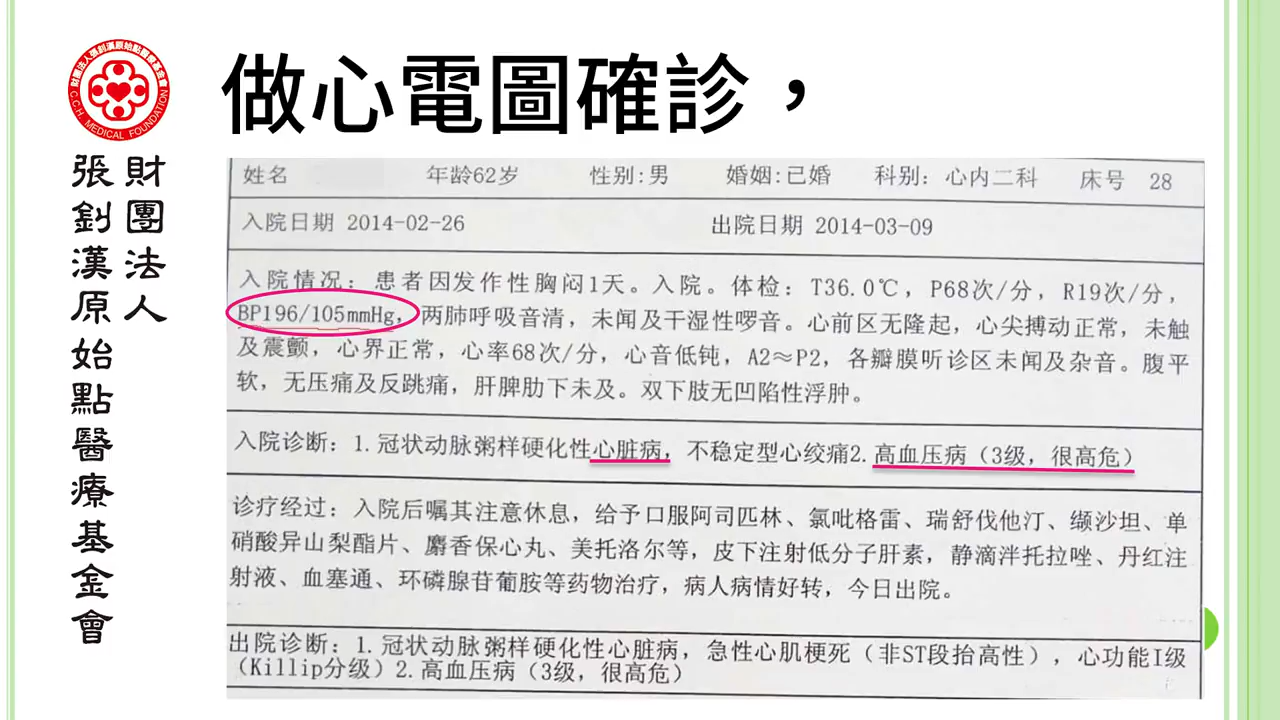 做心電圖確診，
財團法人張釗漢原始點醫療基金會
C.C.H. MEDICAL FOUNDATION
財團法人
張釗漢原始點醫療基金會
姓名 年龄62岁 性别:男 婚姻:已婚 科别：心内二科 床号 28
入院日期 2014-02-26 出院日期 2014-03-09
入院情况：患者因发作性胸闷1天。入院。体检：T36.0℃，P68次/分，R19次/分，
BP196/105mmHg，两肺呼吸音清，未闻及干湿性啰音。心前区无隆起，心尖搏动正常，未触
及震颤，心界正常，心率68次/分，心音低钝，A2≈P2，各瓣膜听诊区未闻及杂音。腹平
软，无压痛及反跳痛，肝脾肋下未及。双下肢无凹陷性浮肿。
入院诊断：1.冠状动脉粥样硬化性心脏病，不稳定型心绞痛2.高血压病（3级，很高危）
诊疗经过：入院后嘱其注意休息，给予口服阿司匹林、氯吡格雷、瑞舒伐他汀、缬沙坦、单
硝酸异山梨酯片、麝香保心丸、美托洛尔等，皮下注射低分子肝素，静滴泮托拉唑、丹红注
射液、血塞通、环磷腺苷葡胺等药物治疗，病人病情好转，今日出院。
出院诊断：1.冠状动脉粥样硬化性心脏病，急性心肌梗死（非ST段抬高性），心功能I级
（Killip分级）2.高血压病（3级，很高危）